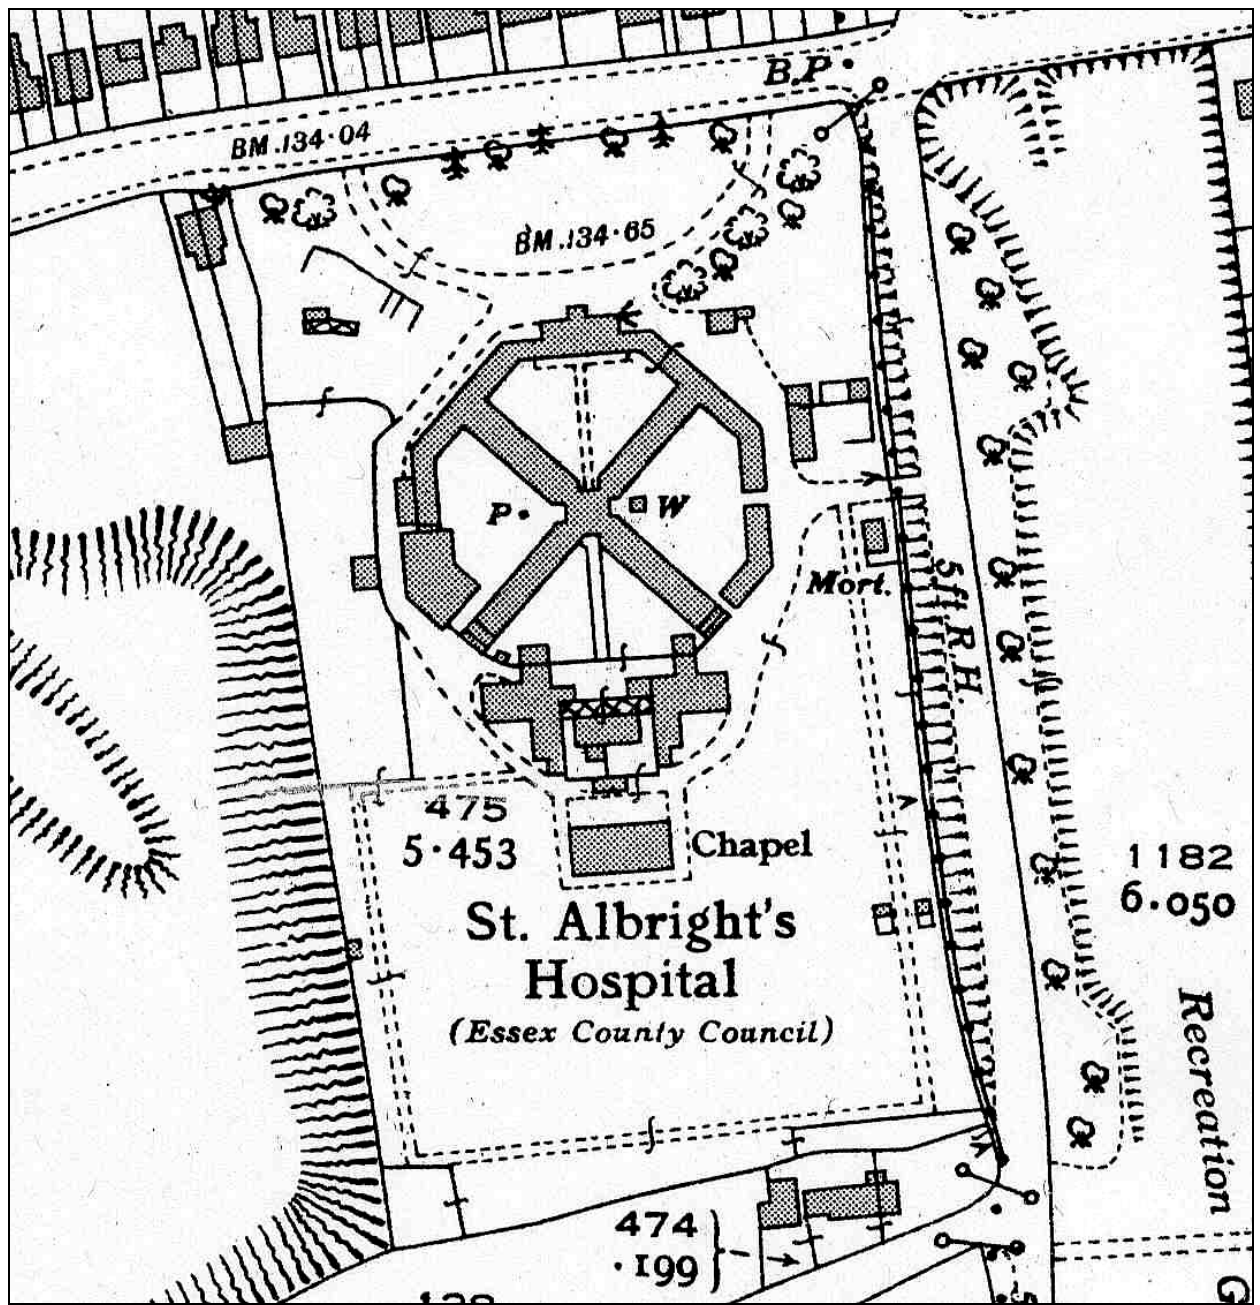 B.P
BM.134·04
BM.134·65
P
W
Mort.
5ft. R.H.
475
5·453
Chapel
1182
6·050
St. Albright's
Hospital
(Essex County Council)
Recreation
474
·199
G